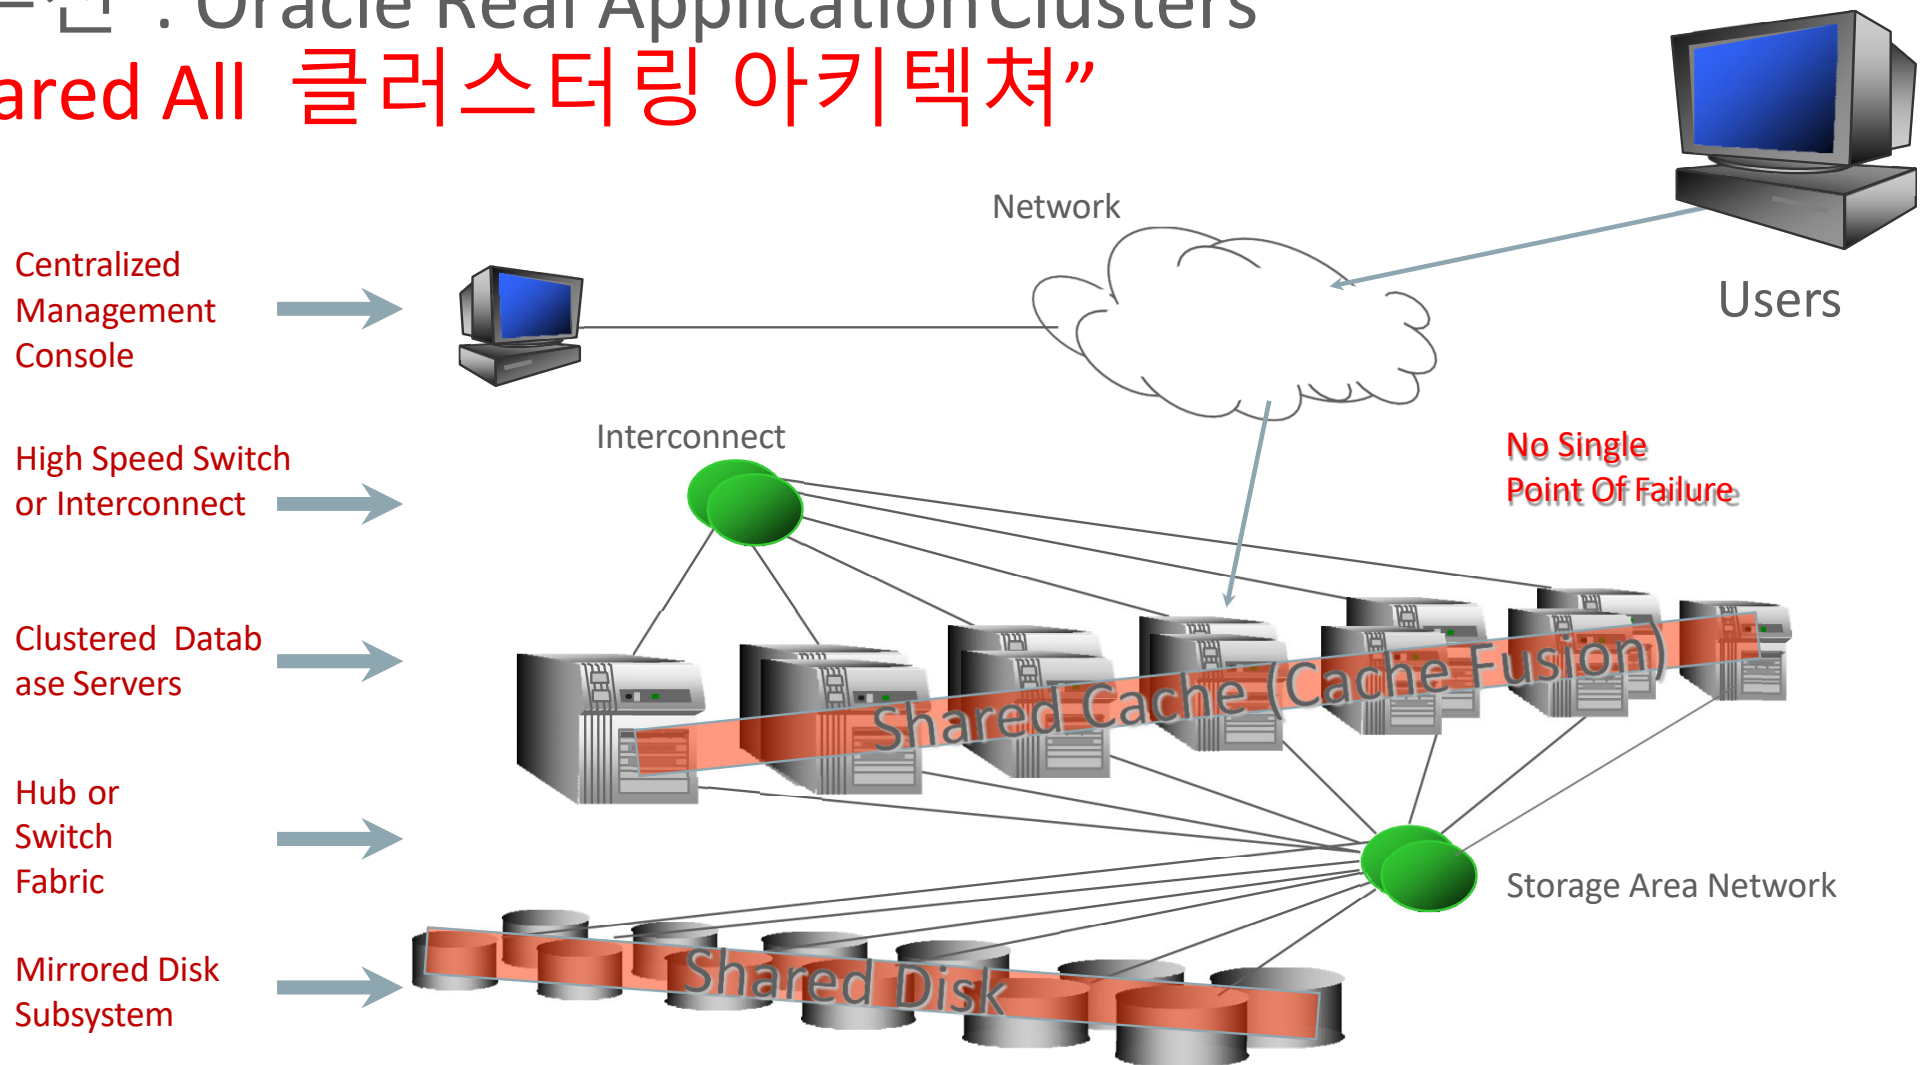 : Oracle Real Application Clusters
ared All 클러스터링 아키텍쳐”
Network
Users
Centralized
Management
Console
Interconnect
High Speed Switch
or Interconnect
No Single
Point Of Failure
Clustered Datab
ase Servers
Shared Cache (Cache Fusion)
Hub or
Switch
Fabric
Storage Area Network
Mirrored Disk
Subsystem
Shared Disk